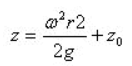 z = ω²r2 / 2g + z₀